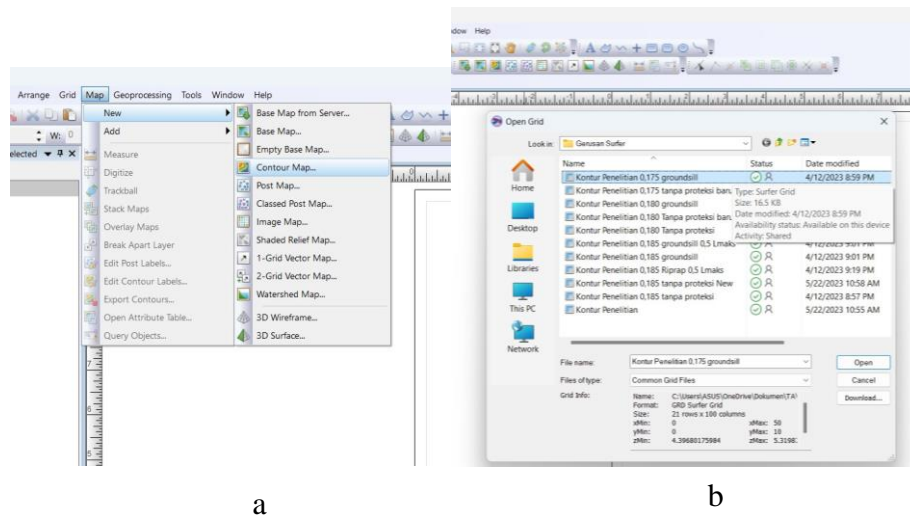 Arrange Grid Map Geoprocessing Tools Window Help
W: 0
elected
New
Add
Measure
Digitize
Trackball
Stack Maps
Overlay Maps
Break Apart Layer
Edit Post Labels...
Edit Contour Labels...
Export Contours...
Open Attribute Table...
Query Objects...
Base Map from Server...
Base Map...
Empty Base Map...
Contour Map...
Post Map...
Classed Post Map...
Image Map...
Shaded Relief Map...
1-Grid Vector Map...
2-Grid Vector Map...
Watershed Map...
3D Wireframe...
3D Surface...
a
ndow Help
Open Grid
Look in: Gerusan Surfer
Home
Desktop
Libraries
This PC
Network
Name Status Date modified
Kontur Penelitian 0,175 groundsill 4/12/2023 8:59 PM
Kontur Penelitian 0,175 tanpa proteksi baru
Kontur Penelitian 0,180 groundsill
Kontur Penelitian 0,180 Tanpa proteksi baru
Kontur Penelitian 0,180 Tanpa proteksi
Kontur Penelitian 0,185 groundsill 0,5 Lmaks
Kontur Penelitian 0,185 groundsill 4/12/2023 9:01 PM
Kontur Penelitian 0,185 Riprap 0,5 Lmaks 4/12/2023 9:19 PM
Kontur Penelitian 0,185 tanpa proteksi New 5/22/2023 10:58 AM
Kontur Penelitian 0,185 tanpa proteksi 4/12/2023 8:57 PM
Kontur Penelitian 5/22/2023 10:55 AM
Type: Surfer Grid
Size: 16.5 KB
Date modified: 4/12/2023 8:59 PM
Availability status: Available on this device
Activity: Shared
File name: Kontur Penelitian 0,175 groundsill Open
Files of type: Common Grid Files Cancel
Grid Info: Download...
Name: C:\Users\ASUS\OneDrive\Dokumen\TA\
Format: GRD Surfer Grid
Size: 21 rows x 100 columns
xMin: 0 xMax: 50
yMin: 0 yMax: 10
zMin: 4.39680175984 zMax:
b